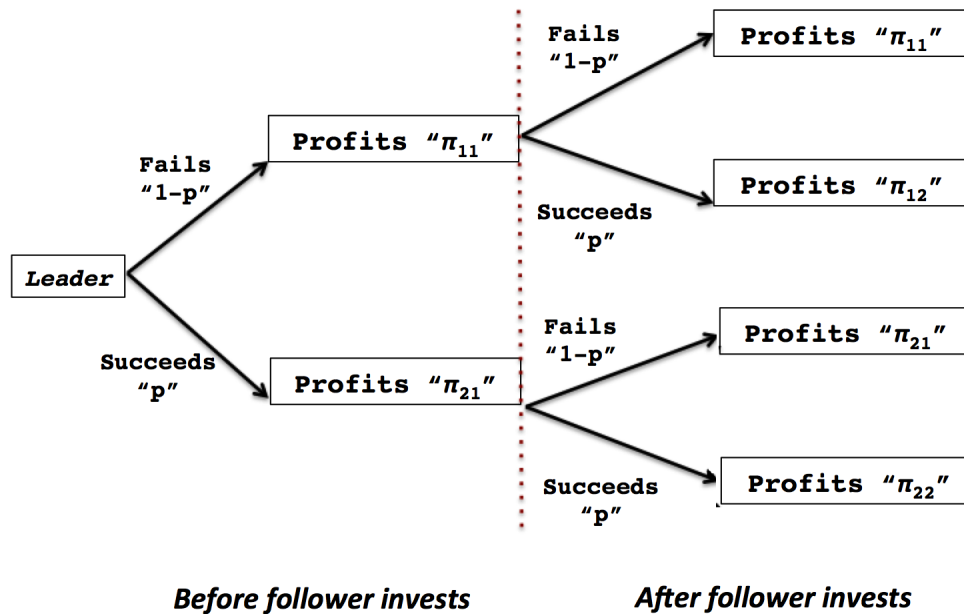 Leader
Fails
“1-p”
Profits “π11”
Succeeds
“p”
Profits “π21”
Fails
“1-p”
Profits “π11”
Succeeds
“p”
Profits “π12”
Fails
“1-p”
Profits “π21”
Succeeds
“p”
Profits “π22”
Before follower invests
After follower invests